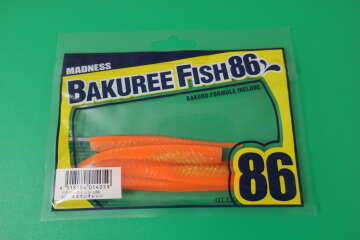 MADNESS
BAKUREE FISH 86
BAKURO FORMULA INCLUDE
86